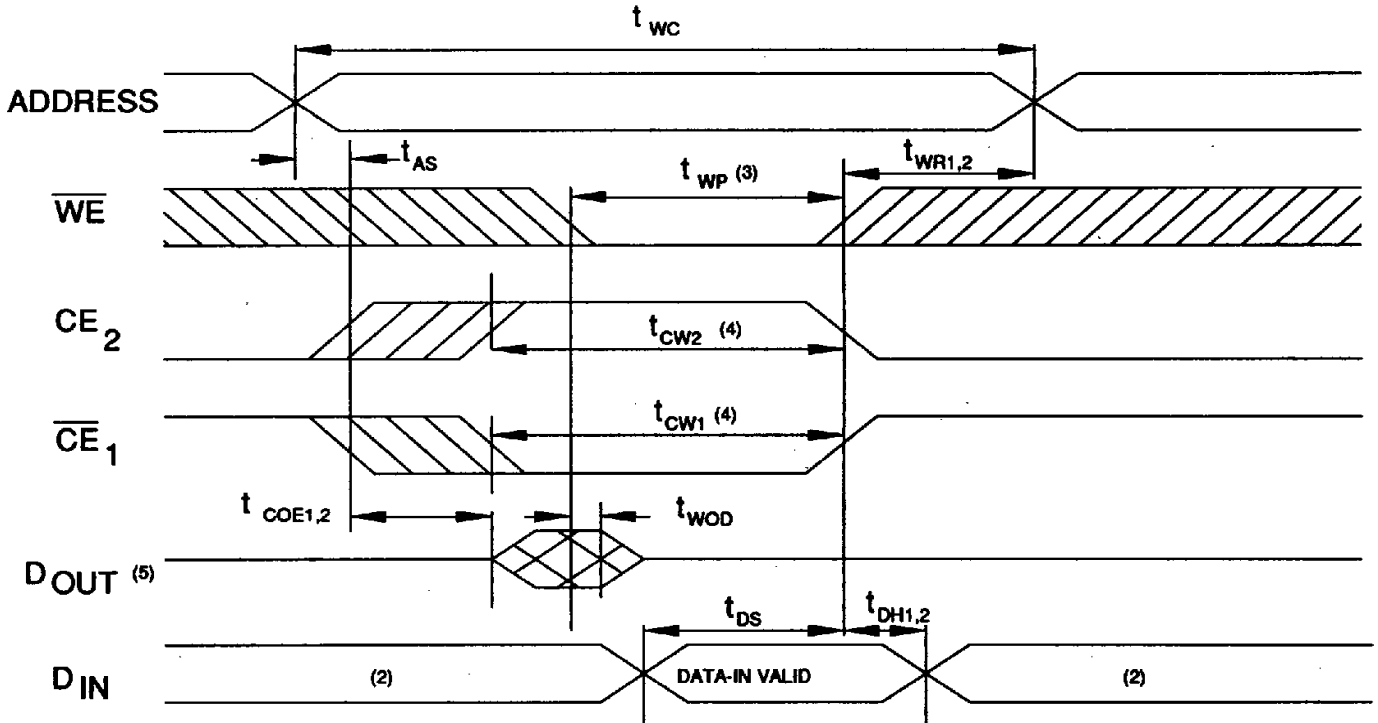 t WC
ADDRESS
t AS
t WP (3)
t WR1,2
WE
CE 2
t CW2 (4)
CE 1
t CW1 (4)
t COE1,2
t WOD
D OUT (5)
t DS
t DH1,2
D IN
(2)
DATA-IN VALID
(2)